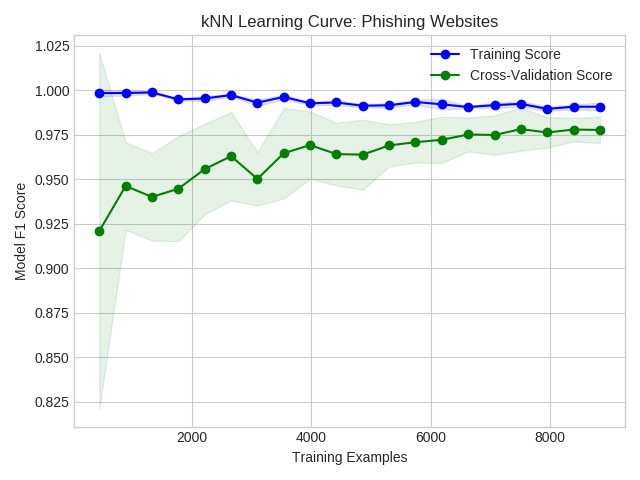 kNN Learning Curve: Phishing Websites
Training Score
Cross-Validation Score
Model F1 Score
1.025
1.000
0.975
0.950
0.925
0.900
0.875
0.850
0.825
2000
4000
6000
8000
Training Examples